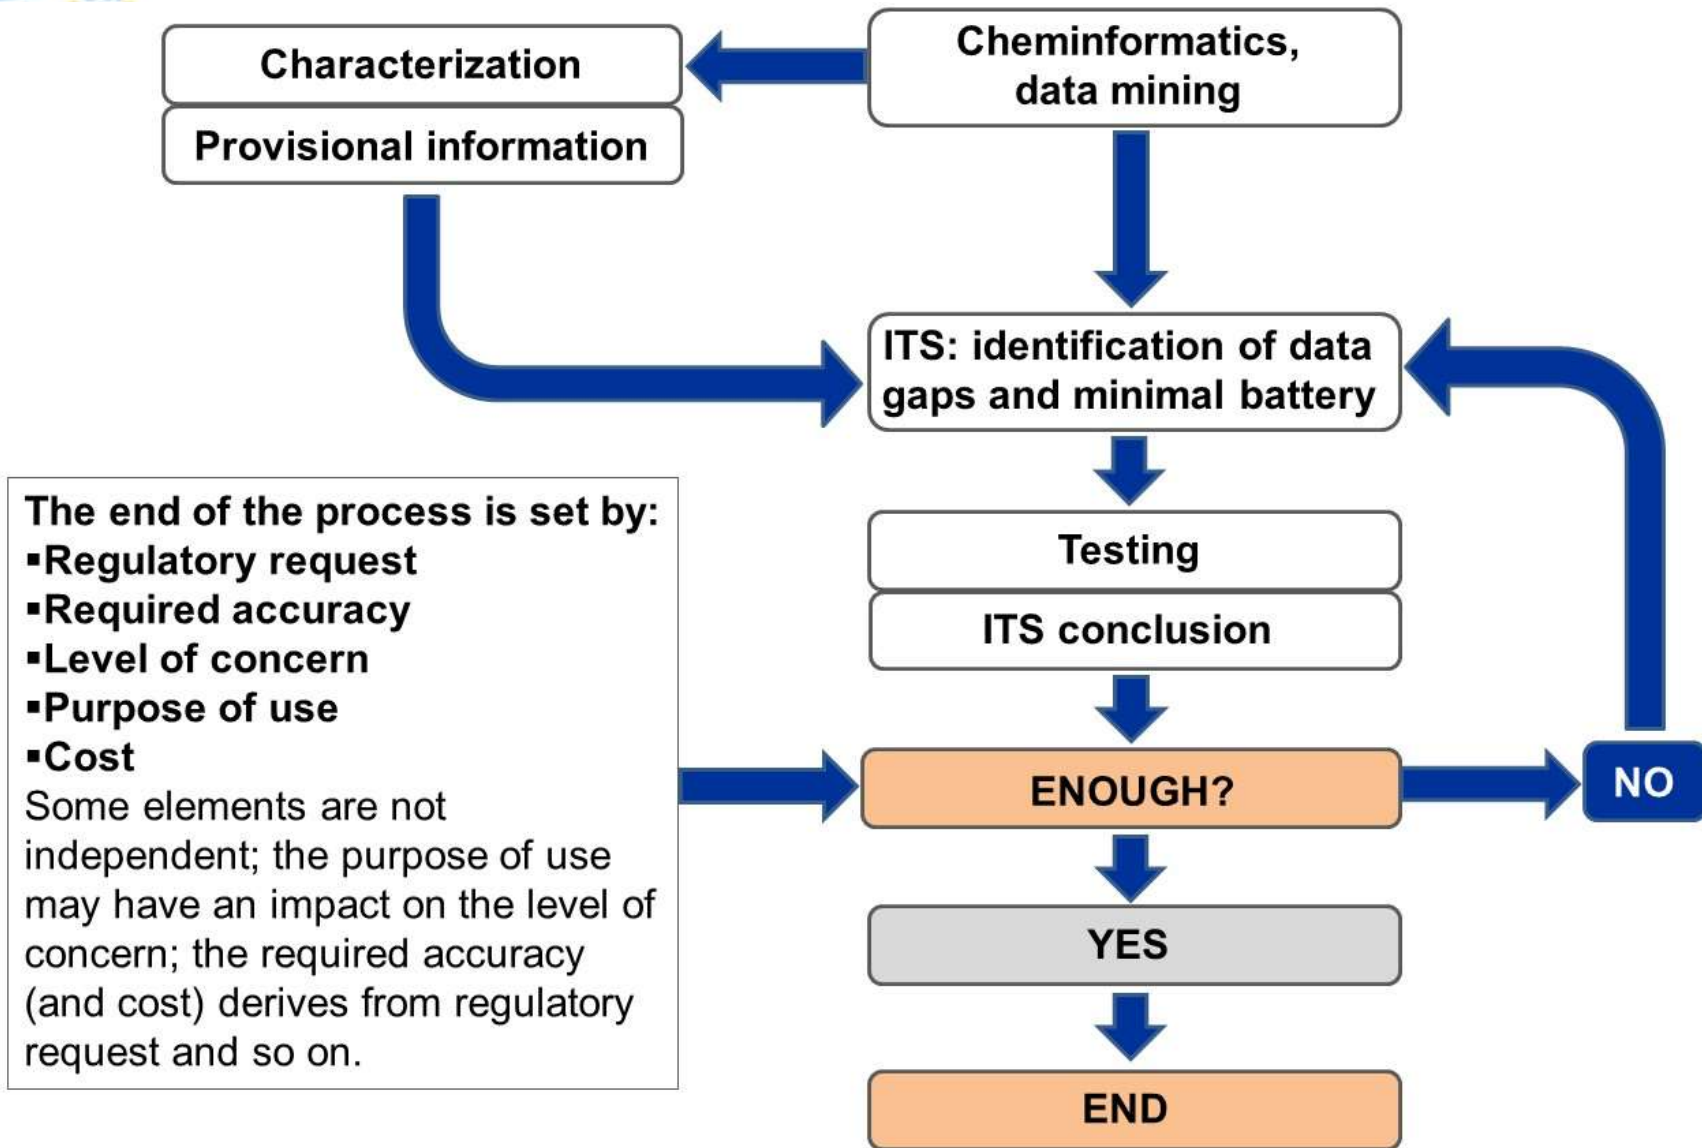 Characterization
Provisional information
Cheminformatics,
data mining
ITS: identification of data
gaps and minimal battery
Testing
ITS conclusion
The end of the process is set by:
▪Regulatory request
▪Required accuracy
▪Level of concern
▪Purpose of use
▪Cost
Some elements are not
independent; the purpose of use
may have an impact on the level of
concern; the required accuracy
(and cost) derives from regulatory
request and so on.
ENOUGH?
NO
YES
END